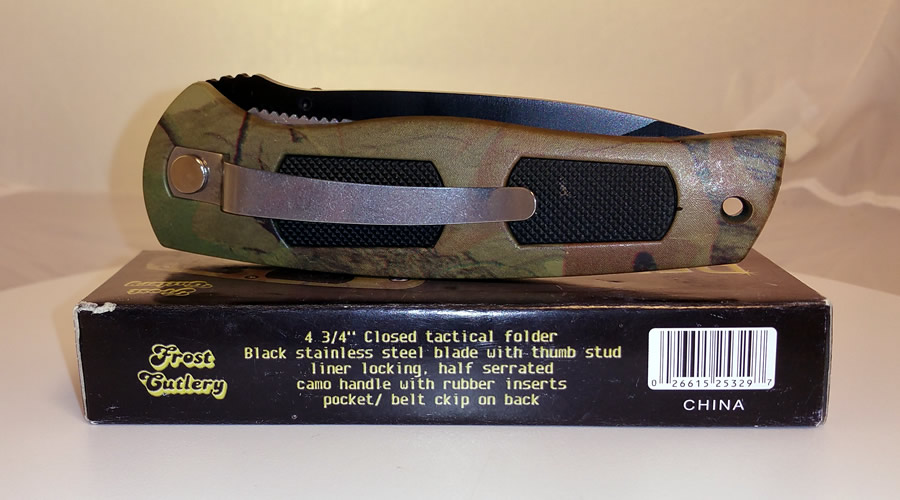 Frost
Cutlery
4 3/4" Closed tactical folder
Black stainless steel blade with thumb stud
liner locking, half serrated
camo handle with rubber inserts
pocket/ belt ckip on back
0 26615 25329 7
CHINA